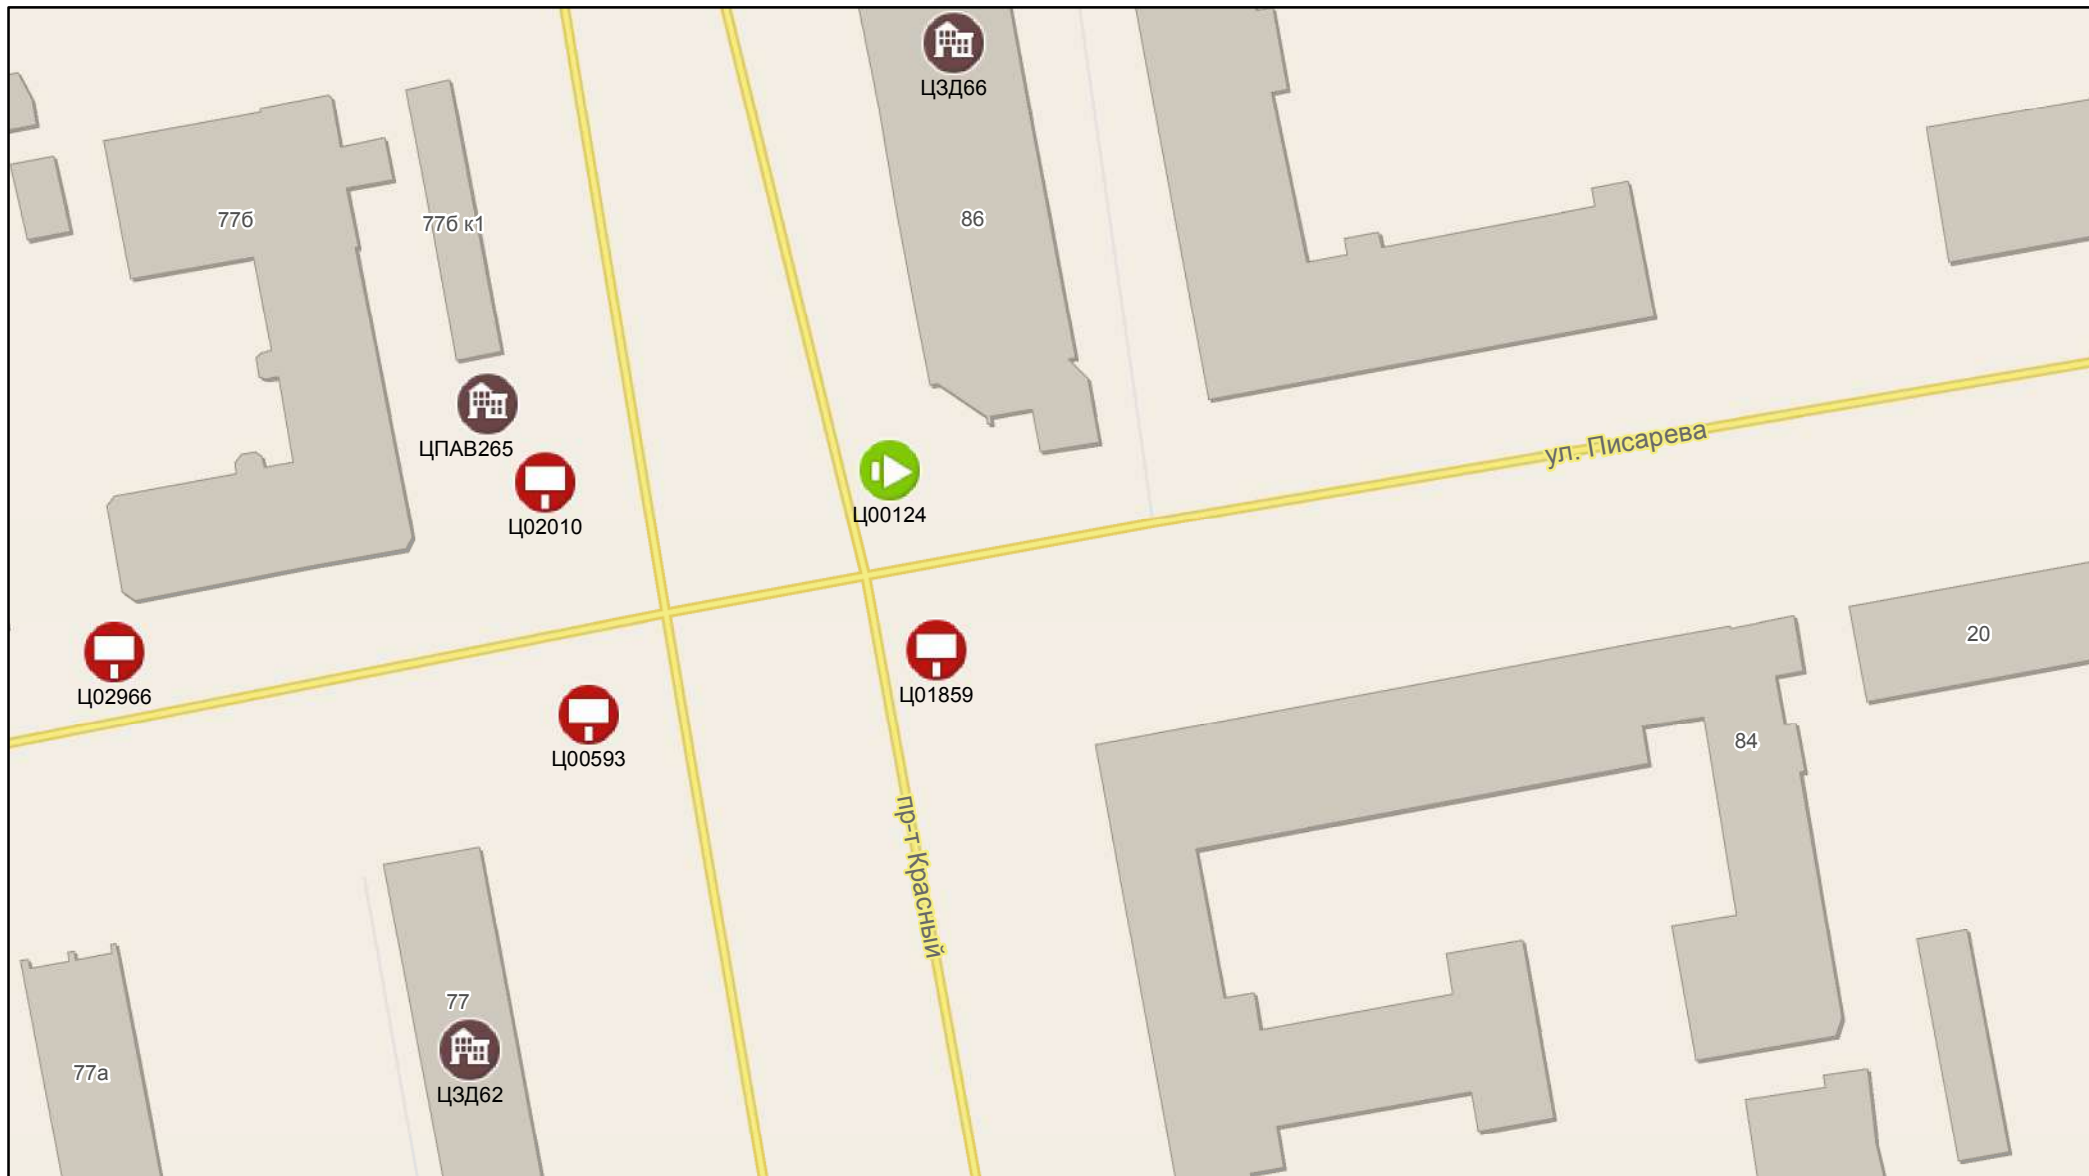 ЦЗД66
77б
77б к1
86
ЦПАВ265
ул. Писарева
Ц02010
Ц00124
20
Ц02966
Ц01859
Ц00593
84
пр-т Красный
77
77а
ЦЗД62